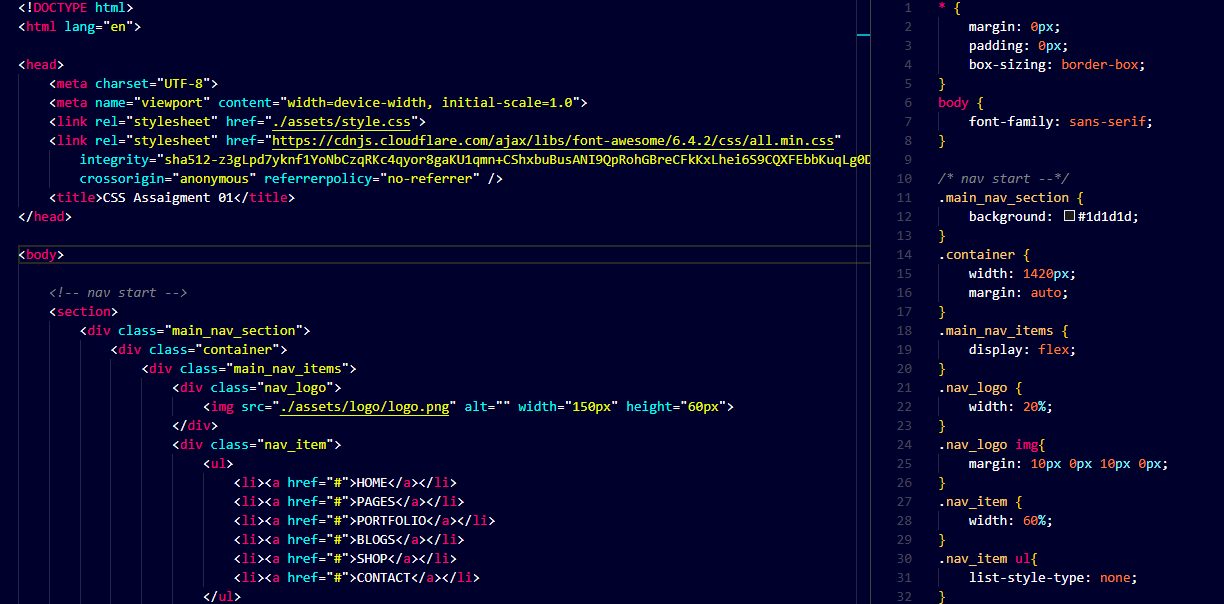 <!DOCTYPE html>
<html lang="en">
<head>
<meta charset="UTF-8">
<meta name="viewport" content="width=device-width, initial-scale=1.0">
<link rel="stylesheet" href="./assets/style.css">
<link rel="stylesheet" href="https://cdnjs.cloudflare.com/ajax/libs/font-awesome/6.4.2/css/all.min.css"
integrity="sha512-z3gLpd7yknf1YoNbCzqRKc4qyor8gaKU1qmn+CShxbuBusANI9QpRohGBreCFkKxLhei6S9CQXFEbbKuqLg0D
crossorigin="anonymous" referrerpolicy="no-referrer" />
<title>CSS Assaigment 01</title>
</head>
<body>
<!-- nav start -->
<section>
<div class="main_nav_section">
<div class="container">
<div class="main_nav_items">
<div class="nav_logo">
<img src="./assets/logo/logo.png" alt="" width="150px" height="60px">
</div>
<div class="nav_item">
<ul>
<li><a href="#">HOME</a></li>
<li><a href="#">PAGES</a></li>
<li><a href="#">PORTFOLIO</a></li>
<li><a href="#">BLOGS</a></li>
<li><a href="#">SHOP</a></li>
<li><a href="#">CONTACT</a></li>
</ul>
1 * {
2 margin: 0px;
3 padding: 0px;
4 box-sizing: border-box;
5 }
6 body {
7 font-family: sans-serif;
8 }
9
10 /* nav start --*/
11 .main_nav_section {
12 background: #1d1d1d;
13 }
14 .container {
15 width: 1420px;
16 margin: auto;
17 }
18 .main_nav_items {
19 display: flex;
20 }
21 .nav_logo {
22 width: 20%;
23 }
24 .nav_logo img{
25 margin: 10px 0px 10px 0px;
26 }
27 .nav_item {
28 width: 60%;
29 }
30 .nav_item ul{
31 list-style-type: none;
32 }